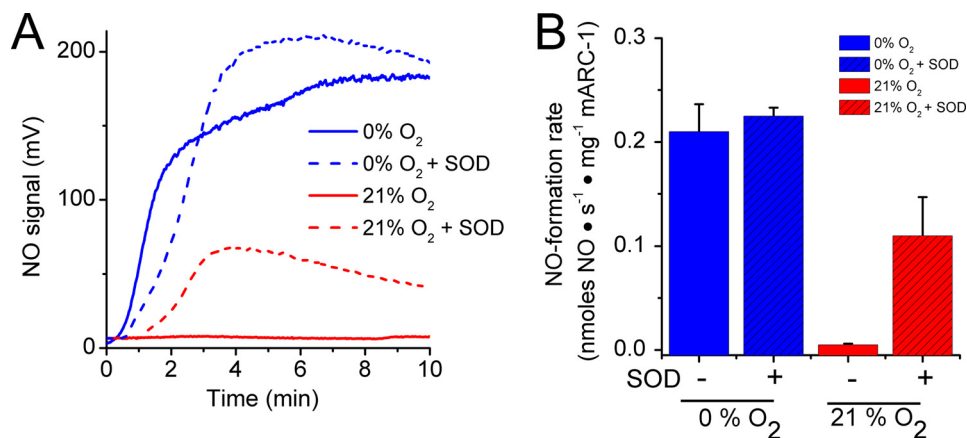 A
NO signal (mV)
200
100
0
0% O₂
0% O₂ + SOD
21% O₂
21% O₂ + SOD
0 2 4 6 8 10
Time (min)
B
NO-formation rate
(nmoles NO • s⁻¹ • mg⁻¹ mARC-1)
0.3
0.2
0.1
0.0
0% O₂
0% O₂ + SOD
21% O₂
21% O₂ + SOD
SOD - + - +
0 % O₂ 21 % O₂